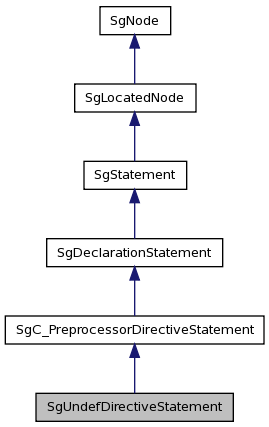 SgNode
SgLocatedNode
SgStatement
SgDeclarationStatement
SgC_PreprocessorDirectiveStatement
SgUndefDirectiveStatement